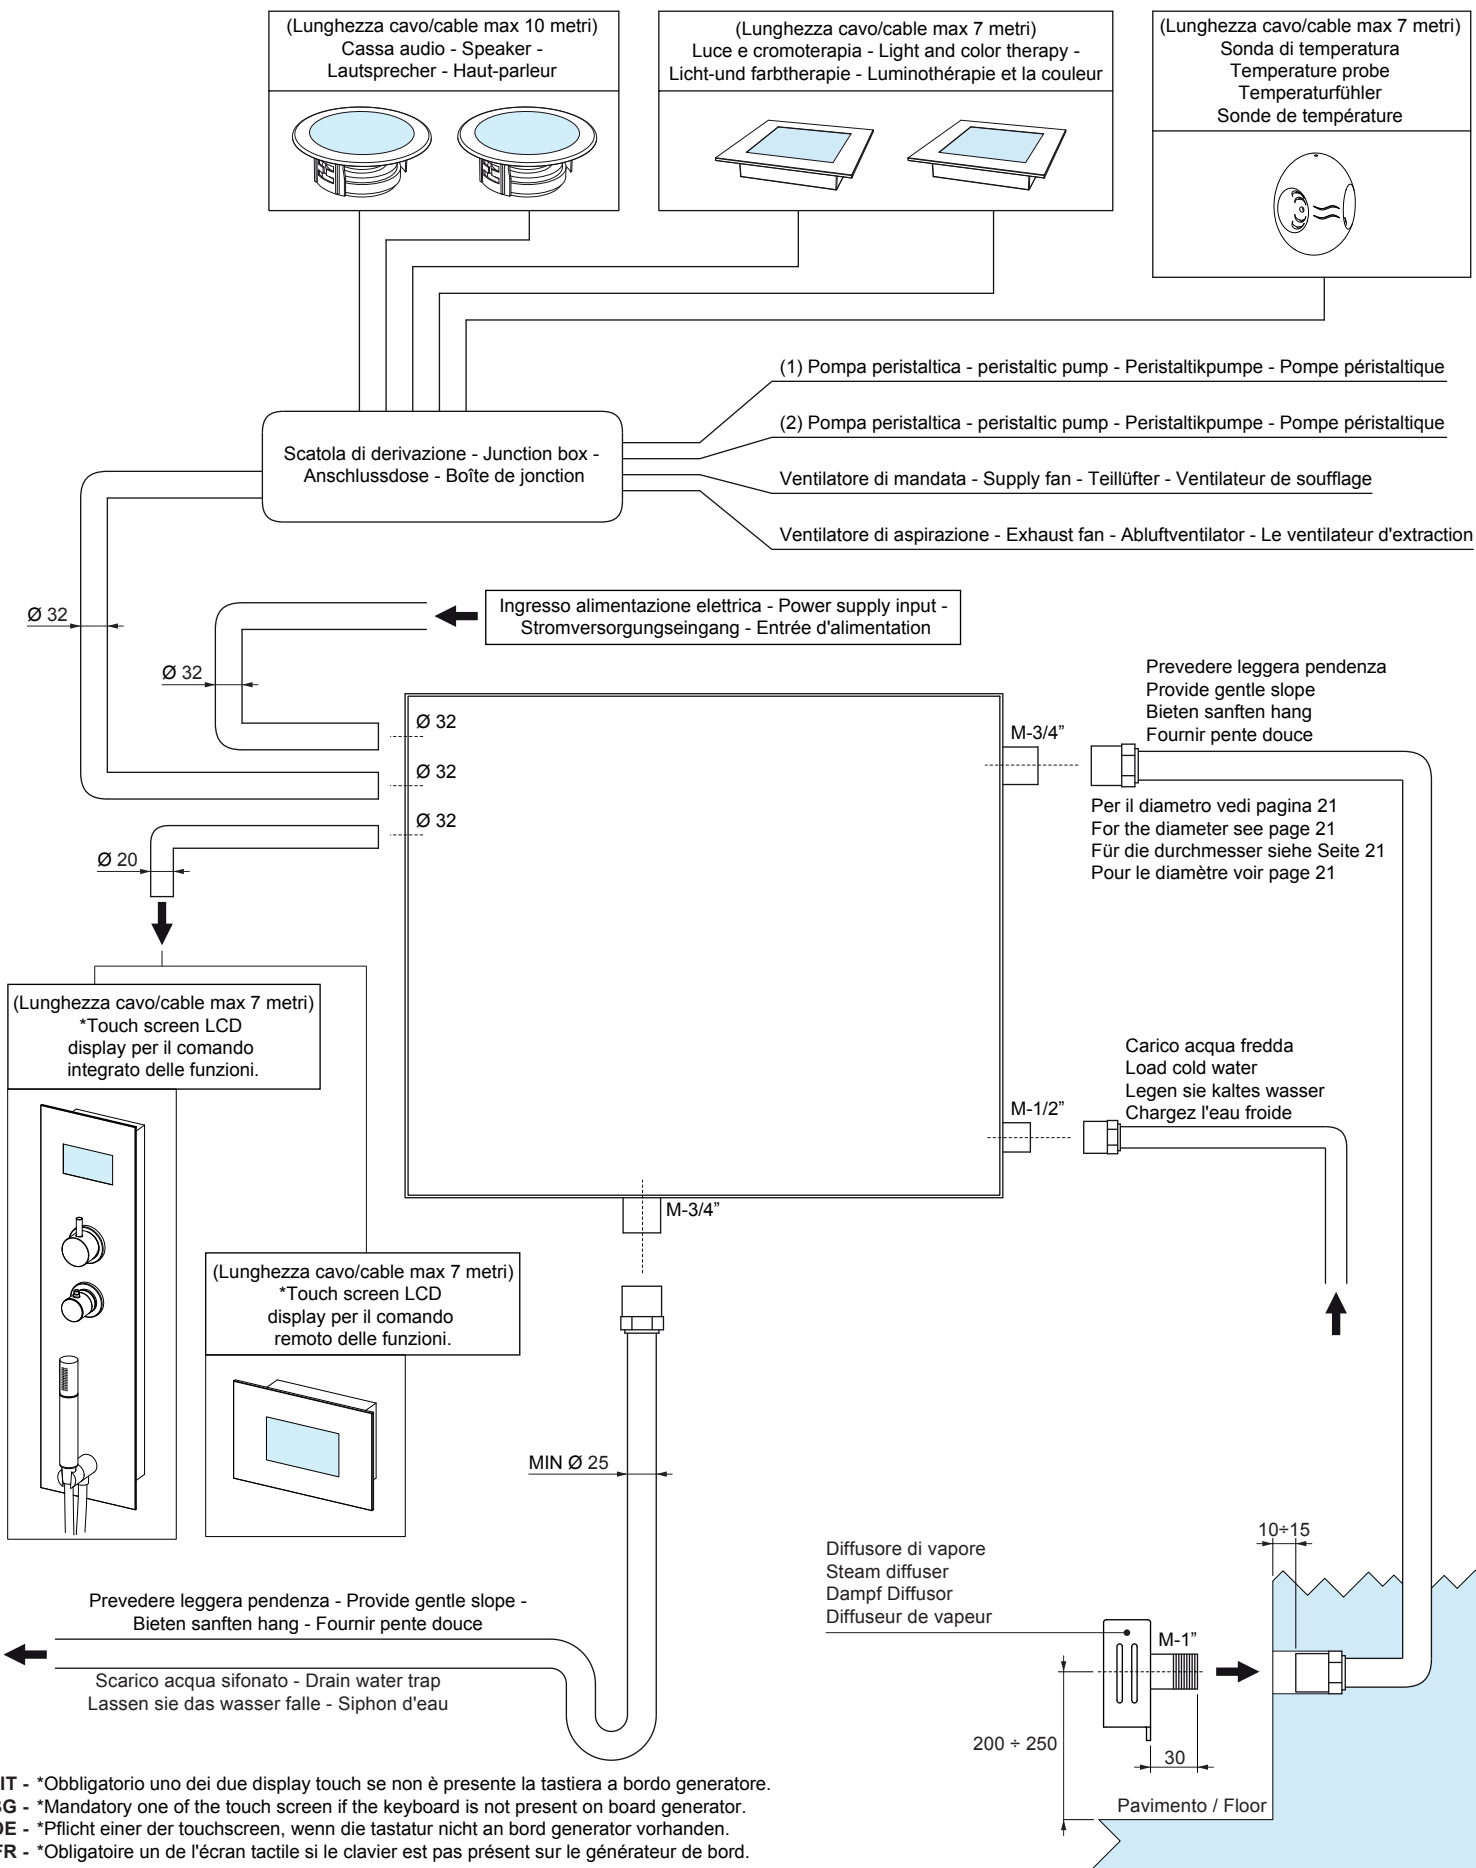 (Lunghezza cavo/cable max 10 metri)
Cassa audio - Speaker -
Lautsprecher - Haut-parleur
(Lunghezza cavo/cable max 7 metri)
Luce e cromoterapia - Light and color therapy -
Licht-und farbtherapie - Luminothérapie et la couleur
(Lunghezza cavo/cable max 7 metri)
Sonda di temperatura
Temperature probe
Temperaturfühler
Sonde de température
(1) Pompa peristaltica - peristaltic pump - Peristaltikpumpe - Pompe péristaltique
(2) Pompa peristaltica - peristaltic pump - Peristaltikpumpe - Pompe péristaltique
Scatola di derivazione - Junction box -
Anschlussdose - Boîte de jonction
Ventilatore di mandata - Supply fan - Teillüfter - Ventilateur de soufflage
Ventilatore di aspirazione - Exhaust fan - Abluftventilator - Le ventilateur d'extraction
Ø 32
Ingresso alimentazione elettrica - Power supply input -
Stromversorgungseingang - Entrée d'alimentation
Ø 32
Prevedere leggera pendenza
Provide gentle slope
Bieten sanften hang
Fournir pente douce
Ø 32
M-3/4”
Ø 32
Ø 32
Per il diametro vedi pagina 21
For the diameter see page 21
Für die durchmesser siehe Seite 21
Pour le diamètre voir page 21
Ø 20
(Lunghezza cavo/cable max 7 metri)
*Touch screen LCD
display per il comando
integrato delle funzioni.
Carico acqua fredda
Load cold water
Legen sie kaltes wasser
Chargez l'eau froide
M-1/2”
M-3/4”
(Lunghezza cavo/cable max 7 metri)
*Touch screen LCD
display per il comando
remoto delle funzioni.
MIN Ø 25
10÷15
Diffusore di vapore
Steam diffuser
Dampf Diffusor
Diffuseur de vapeur
M-1”
Prevedere leggera pendenza - Provide gentle slope -
Bieten sanften hang - Fournir pente douce
Scarico acqua sifonato - Drain water trap
Lassen sie das wasser falle - Siphon d'eau
200 ÷ 250
30
Pavimento / Floor
IT - *Obbligatorio uno dei due display touch se non è presente la tastiera a bordo generatore.
BG - *Mandatory one of the touch screen if the keyboard is not present on board generator.
DE - *Pflicht einer der touchscreen, wenn die tastatur nicht an bord generator vorhanden.
FR - *Obligatoire un de l'écran tactile si le clavier est pas présent sur le générateur de bord.